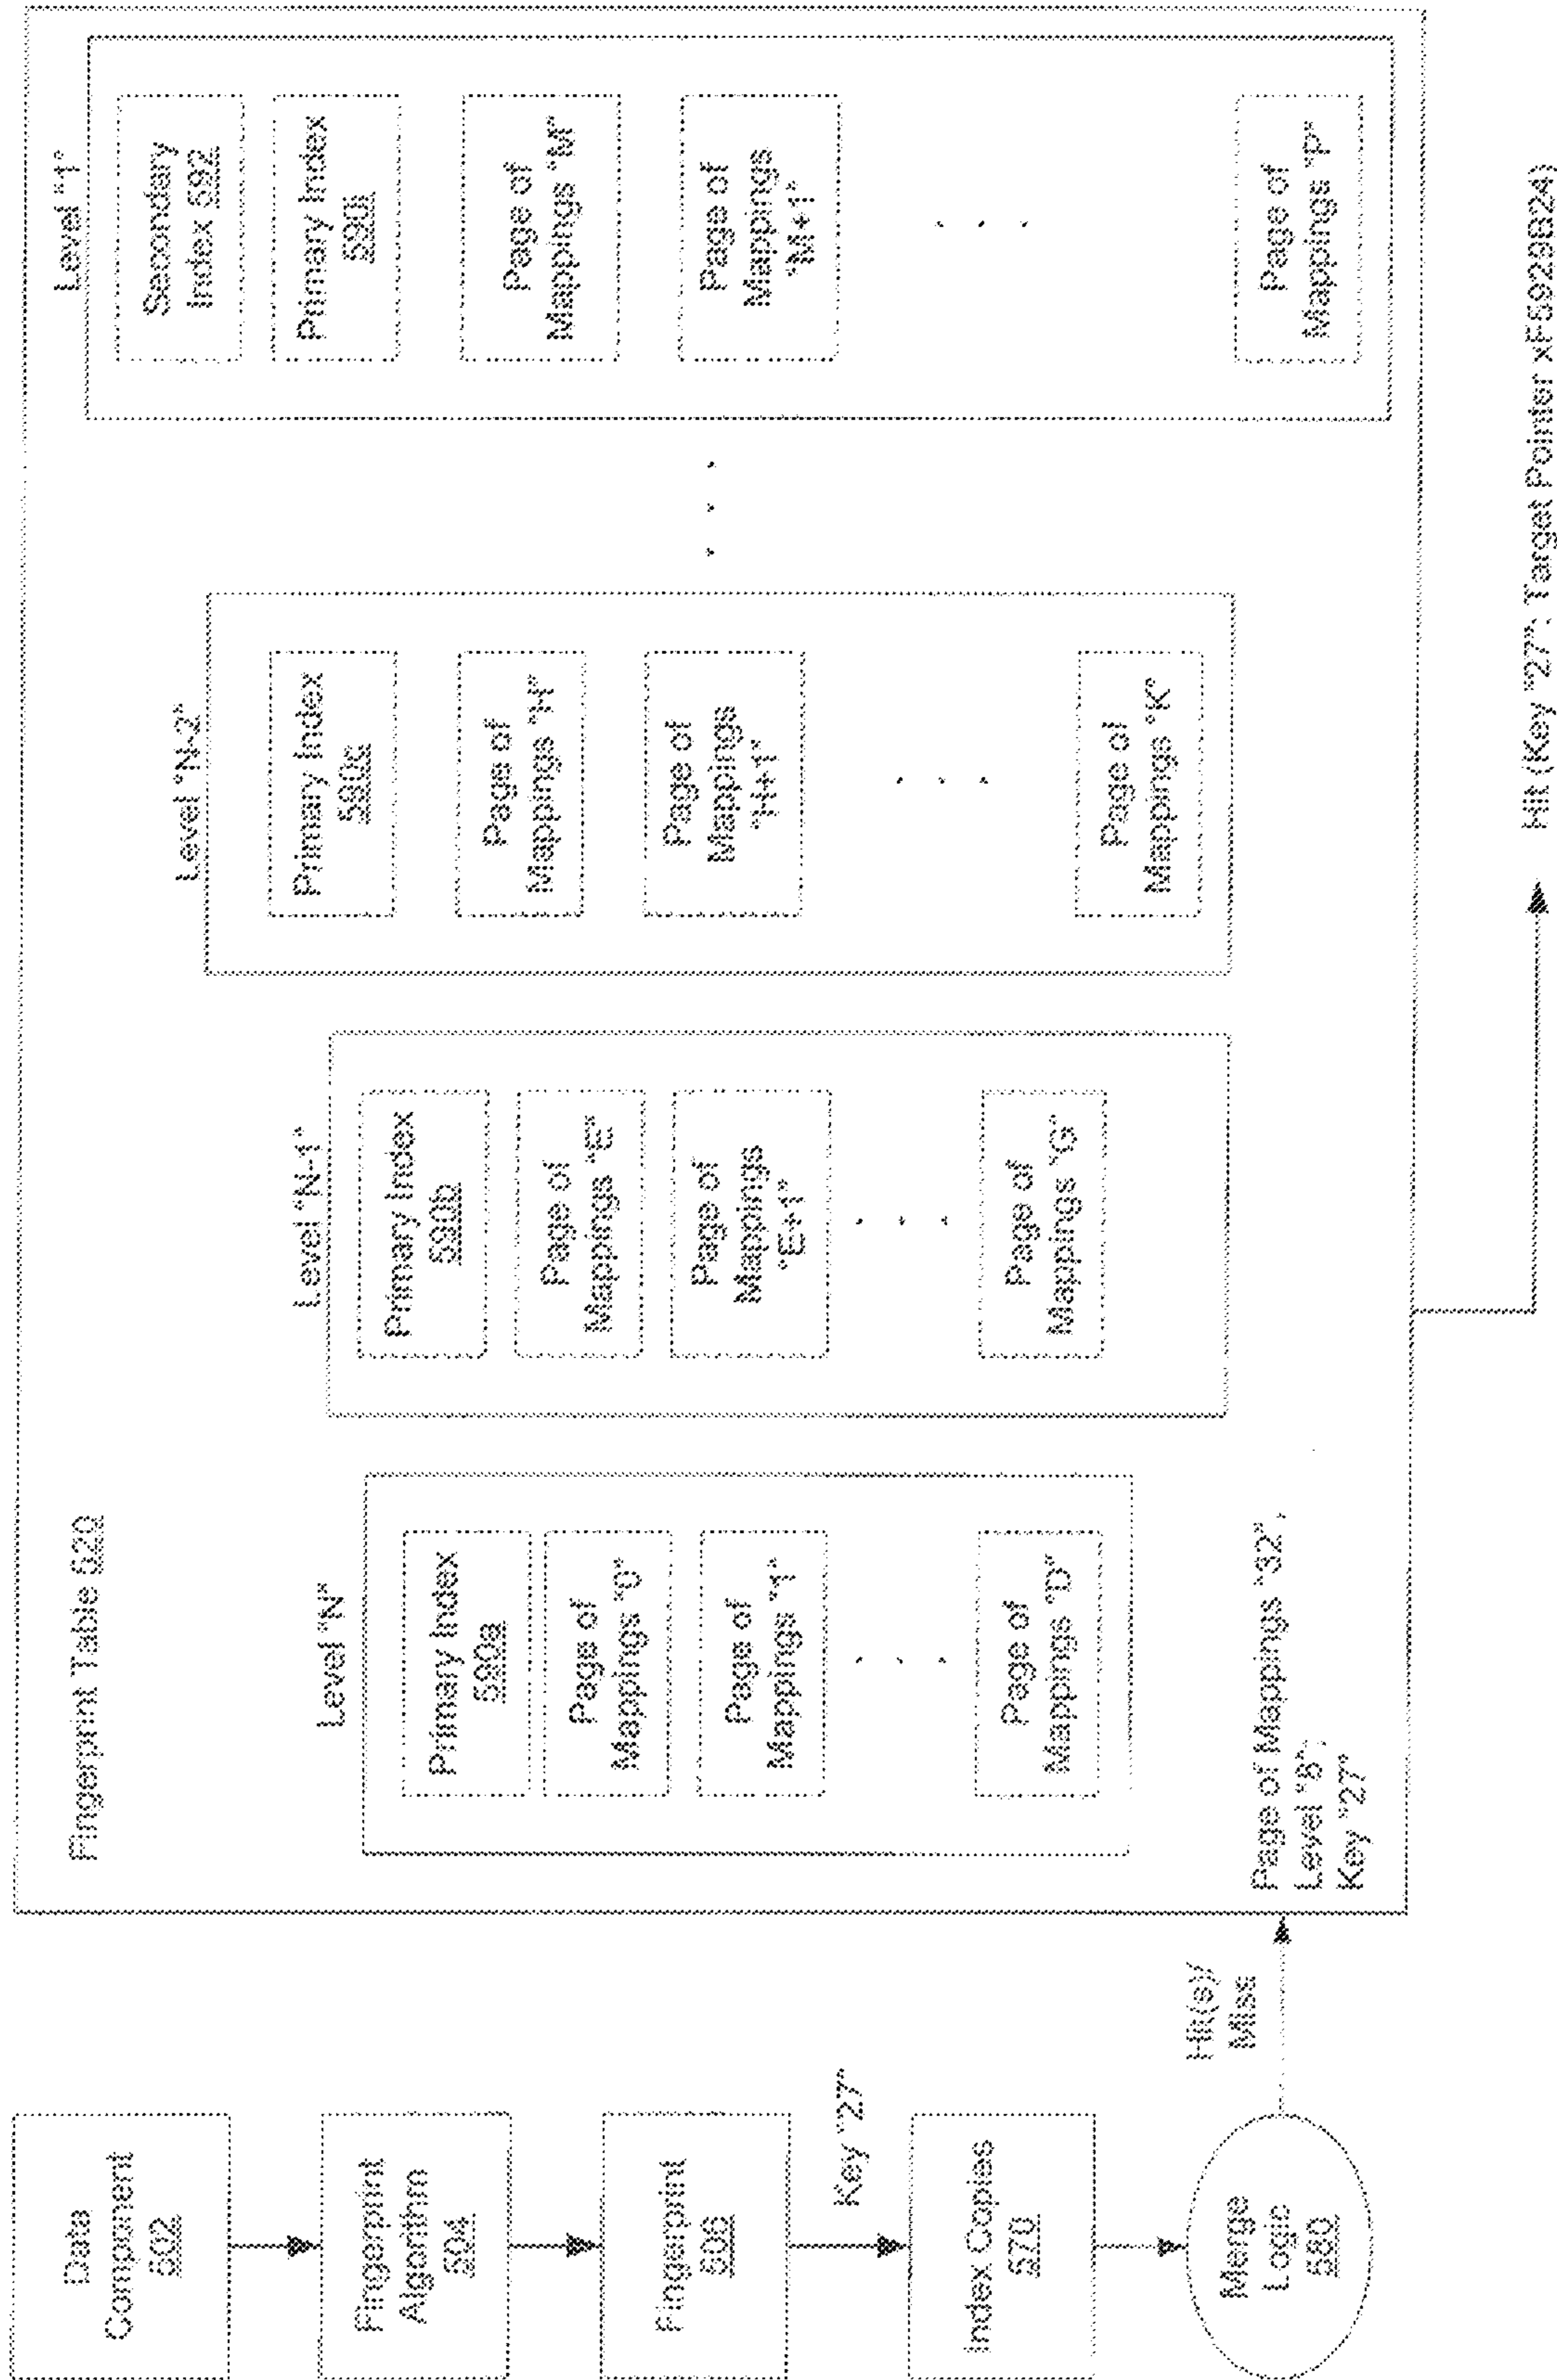 Data
Component
502
Fingerprint
Algorithm
504
Fingerprint
506
Key "27"
Index Copies
570
Merge
Logic
580
Hit(s)/
Miss
Fingerprint Table 520
Level "N"
Primary Index
590a
Page of
Mappings "0"
Page of
Mappings "1"
. . .
Page of
Mappings "D"
Level "N-1"
Primary Index
590b
Page of
Mappings "E"
Page of
Mappings
"E+1"
. . .
Page of
Mappings "G"
Level "N-2"
Primary Index
590c
Page of
Mappings "H"
Page of
Mappings
"H+1"
. . .
Page of
Mappings "K"
. . .
Level "1"
Secondary
Index 592
Primary Index
590i
Page of
Mappings "M"
Page of
Mappings
"M+1"
. . .
Page of
Mappings "P"
Page of Mappings "32",
Level "8",
Key "27"
Hit (Key "27": Target Pointer xF5929B24)